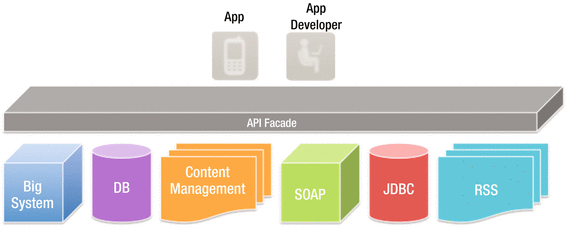 App
App
Developer
API Facade
Big
System
DB
Content
Management
SOAP
JDBC
RSS